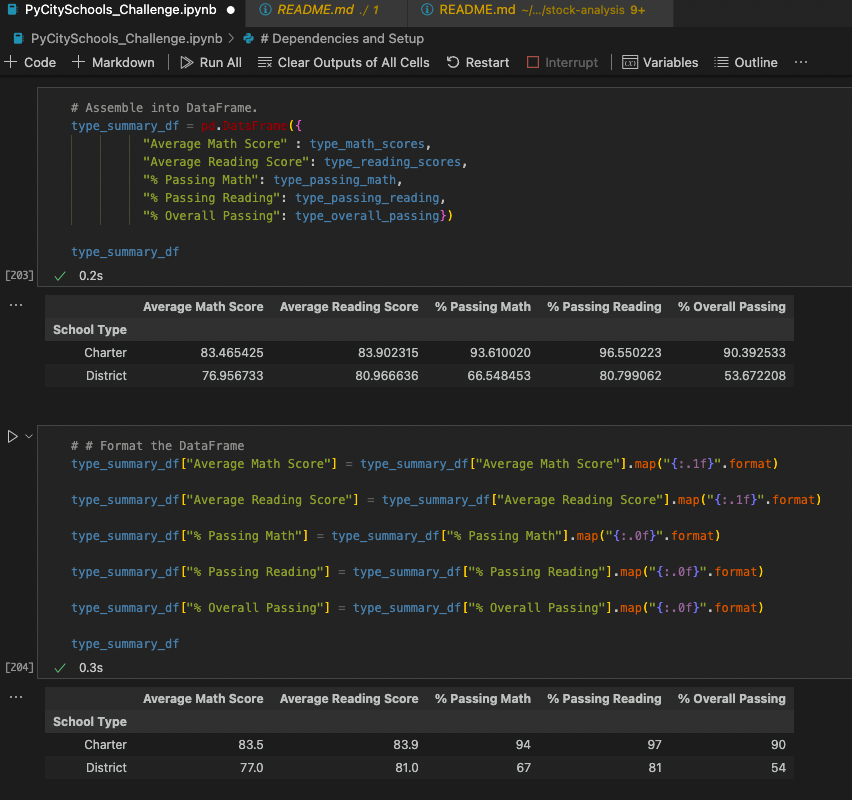 PyCitySchools_Challenge.ipynb ● README.md ./ 1 README.md ~/.../stock-analysis 9+
PyCitySchools_Challenge.ipynb > # Dependencies and Setup
+ Code + Markdown Run All Clear Outputs of All Cells Restart Interrupt Variables Outline ...
# Assemble into DataFrame.
type_summary_df = pd.DataFrame({
"Average Math Score" : type_math_scores,
"Average Reading Score": type_reading_scores,
"% Passing Math": type_passing_math,
"% Passing Reading": type_passing_reading,
"% Overall Passing": type_overall_passing})
type_summary_df
[203] ✓ 0.2s
... Average Math Score Average Reading Score % Passing Math % Passing Reading % Overall Passing
School Type
Charter 83.465425 83.902315 93.610020 96.550223 90.392533
District 76.956733 80.966636 66.548453 80.799062 53.672208
# # Format the DataFrame
type_summary_df["Average Math Score"] = type_summary_df["Average Math Score"].map("{:.1f}".format)
type_summary_df["Average Reading Score"] = type_summary_df["Average Reading Score"].map("{:.1f}".format)
type_summary_df["% Passing Math"] = type_summary_df["% Passing Math"].map("{:.0f}".format)
type_summary_df["% Passing Reading"] = type_summary_df["% Passing Reading"].map("{:.0f}".format)
type_summary_df["% Overall Passing"] = type_summary_df["% Overall Passing"].map("{:.0f}".format)
type_summary_df
[204] ✓ 0.3s
... Average Math Score Average Reading Score % Passing Math % Passing Reading % Overall Passing
School Type
Charter 83.5 83.9 94 97 90
District 77.0 81.0 67 81 54